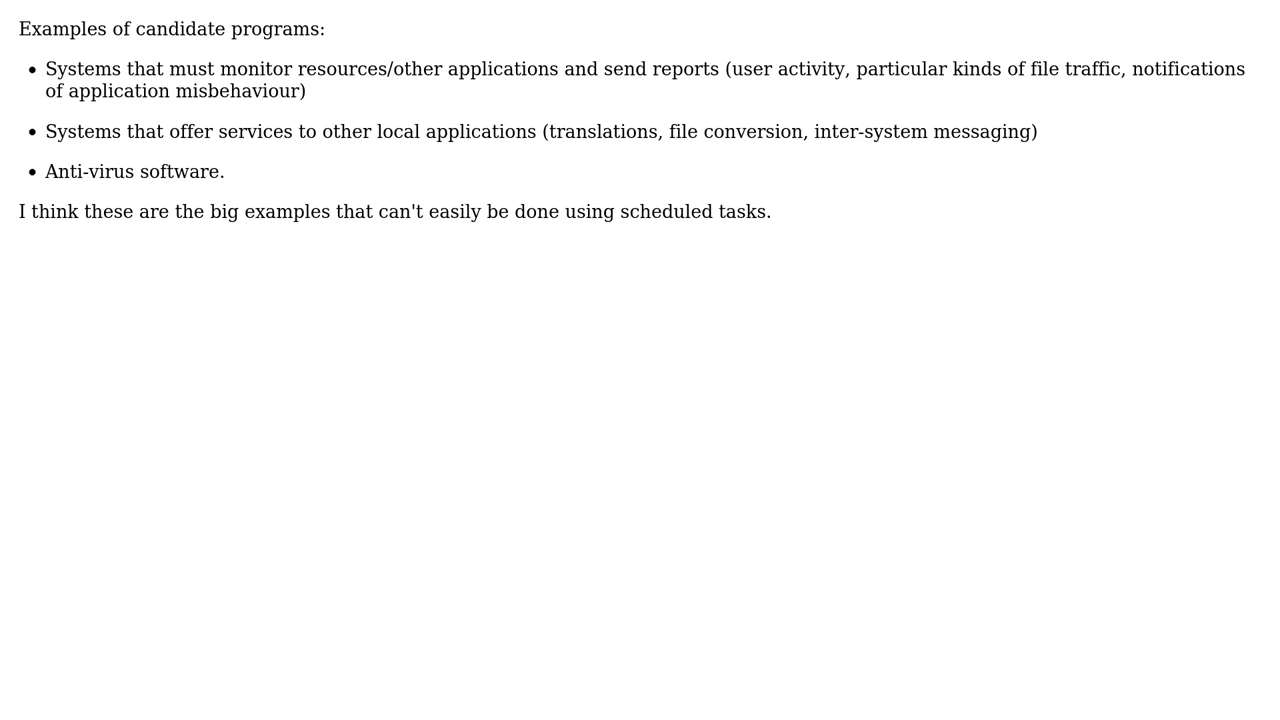 Examples of candidate programs:
• Systems that must monitor resources/other applications and send reports (user activity, particular kinds of file traffic, notifications
of application misbehaviour)
• Systems that offer services to other local applications (translations, file conversion, inter-system messaging)
• Anti-virus software.
I think these are the big examples that can't easily be done using scheduled tasks.